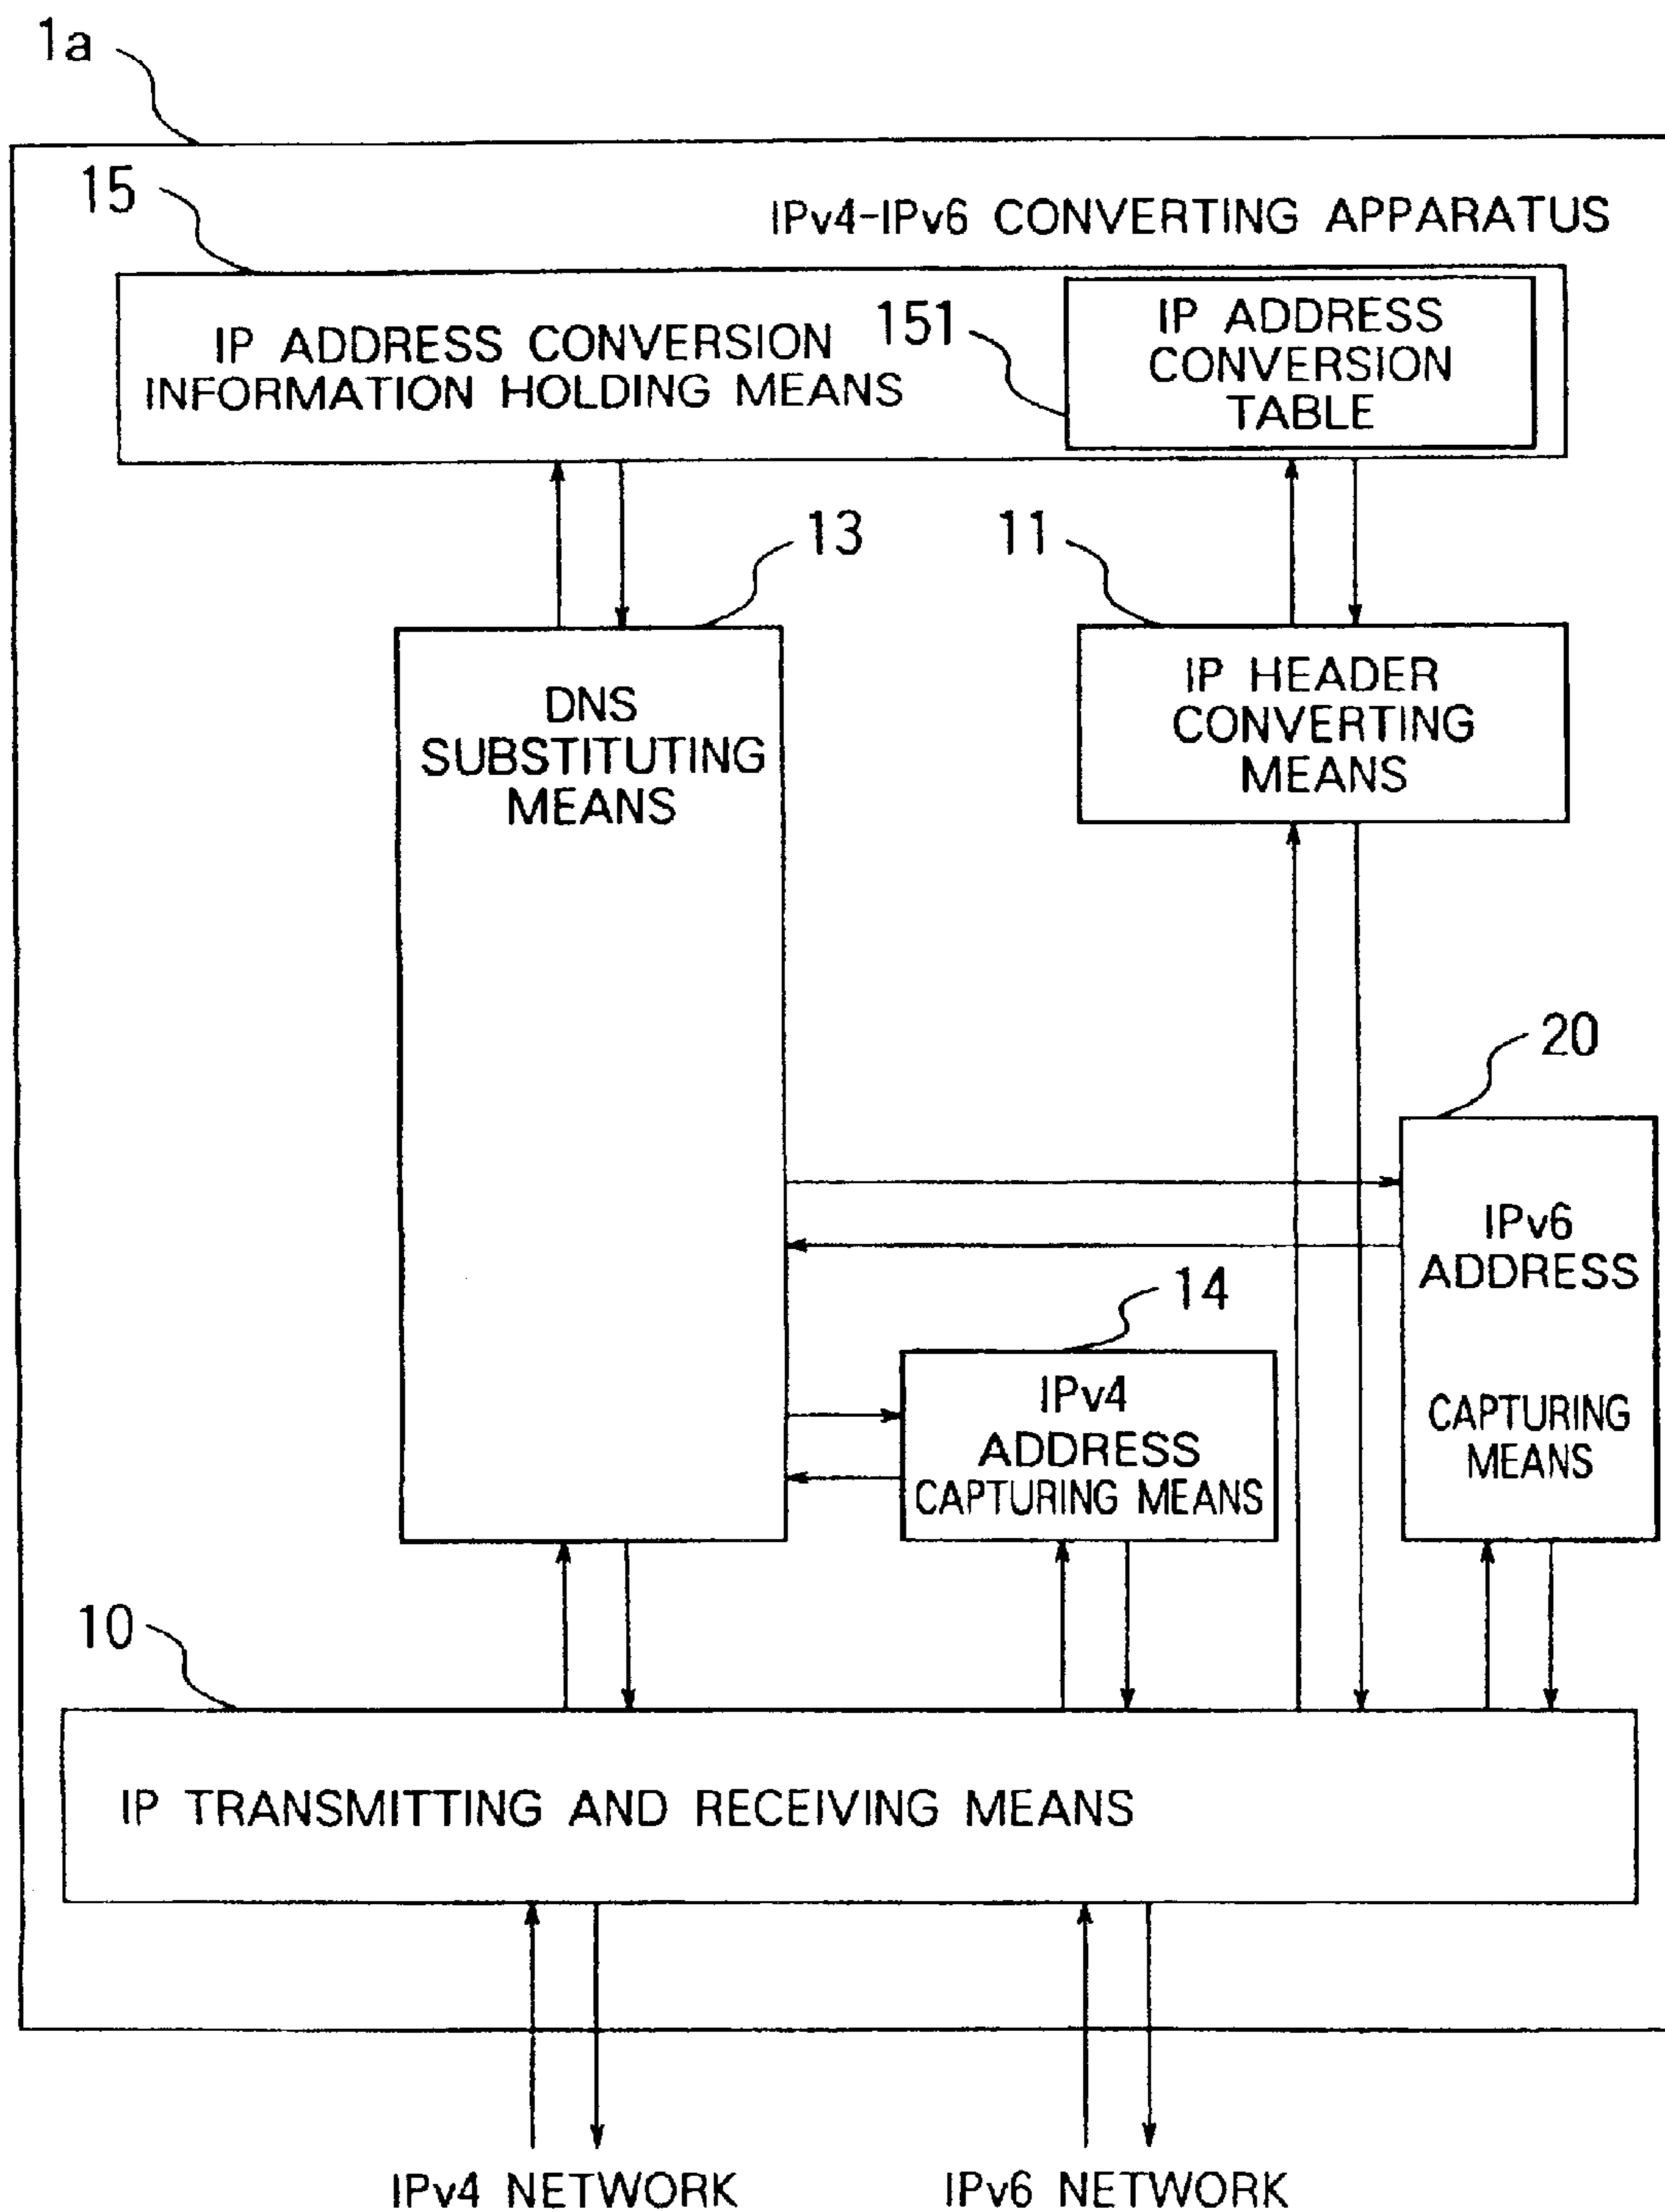 1a
15
IPv4-IPv6 CONVERTING APPARATUS
IP ADDRESS CONVERSION
INFORMATION HOLDING MEANS
151
IP ADDRESS
CONVERSION
TABLE
13
11
DNS
SUBSTITUTING
MEANS
IP HEADER
CONVERTING
MEANS
20
IPv6
ADDRESS
CAPTURING
MEANS
14
IPv4
ADDRESS
CAPTURING MEANS
10
IP TRANSMITTING AND RECEIVING MEANS
IPv4 NETWORK
IPv6 NETWORK